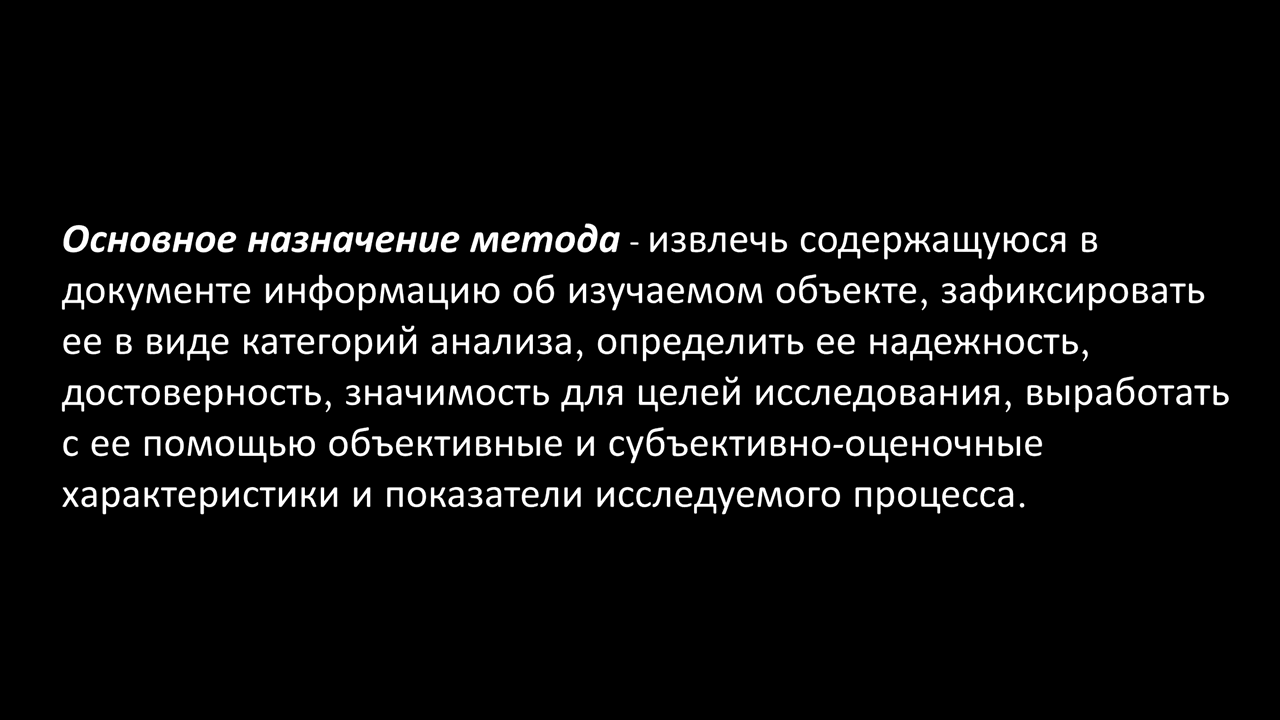 Основное назначение метода - извлечь содержащуюся в
документе информацию об изучаемом объекте, зафиксировать
ее в виде категорий анализа, определить ее надежность,
достоверность, значимость для целей исследования, выработать
с ее помощью объективные и субъективно-оценочные
характеристики и показатели исследуемого процесса.